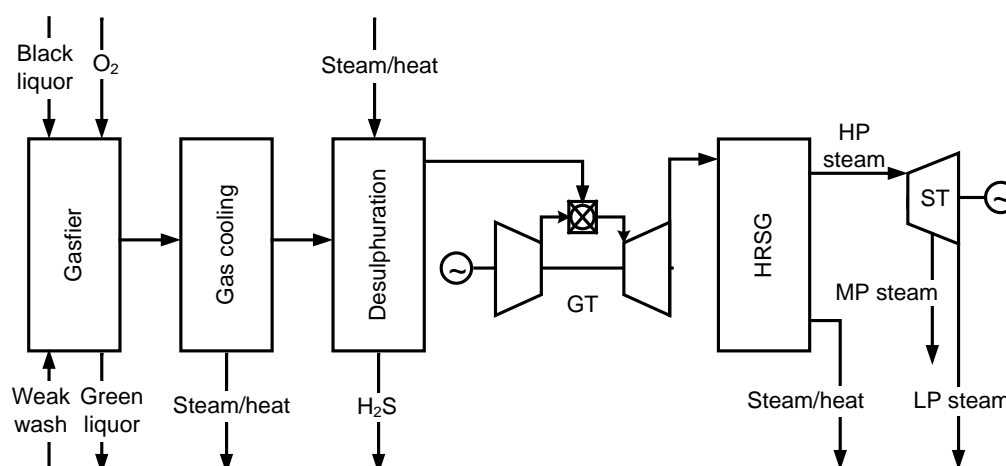 Black
liquor
O₂
Steam/heat
HP
steam
Gasfier
Gas cooling
Desulphuration
~
GT
HRSG
ST
~
MP steam
Weak
wash
Green
liquor
Steam/heat
H₂S
Steam/heat
LP steam